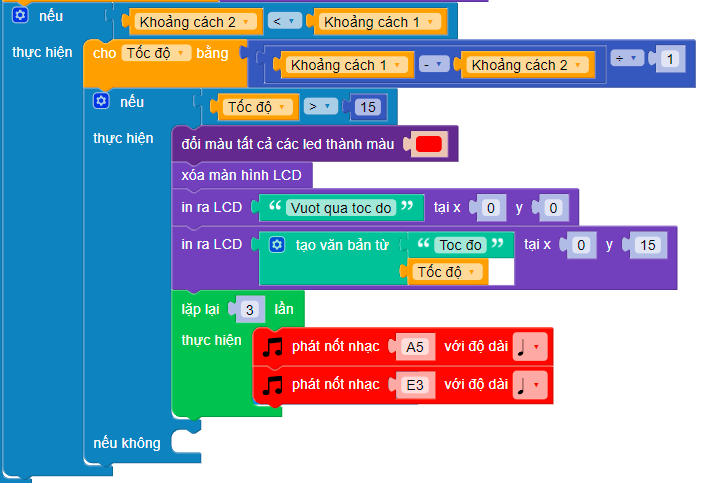 nếu Khoảng cách 2 < Khoảng cách 1
thực hiện cho Tốc độ bằng Khoảng cách 1 - Khoảng cách 2 ÷ 1
nếu Tốc độ > 15
thực hiện đổi màu tất cả các led thành màu
xóa màn hình LCD
in ra LCD “ Vuot qua toc do ” tại x 0 y 0
in ra LCD tạo văn bản từ “ Toc đo ” tại x 0 y 15
Tốc độ
lặp lại 3 lần
thực hiện phát nốt nhạc A5 với độ dài ♩
phát nốt nhạc E3 với độ dài ♩
nếu không